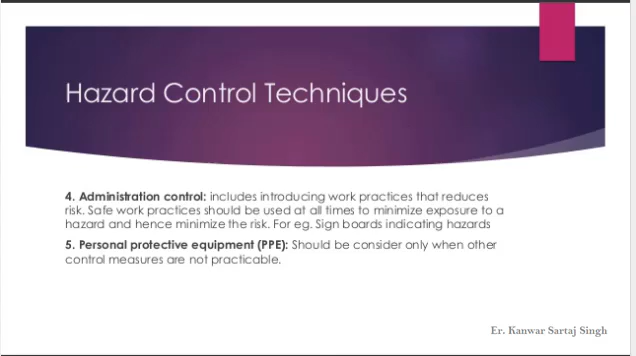 Hazard Control Techniques
4. Administration control: includes introducing work practices that reduces
risk. Safe work practices should be used at all times to minimize exposure to a
hazard and hence minimize the risk. For eg. Sign boards indicating hazards
5. Personal protective equipment (PPE): Should be consider only when other
control measures are not practicable.
Er. Kanwar Sartaj Singh